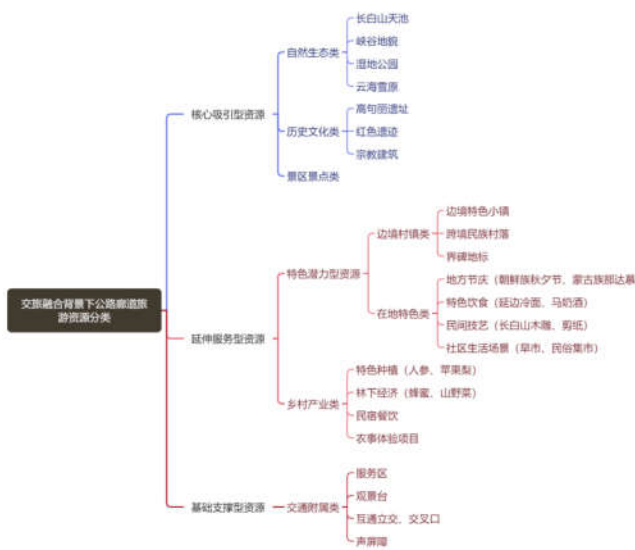 交旅融合背景下公路廊道旅
游资源分类
核心吸引型资源
自然生态类
长白山天池
峡谷地貌
湿地公园
云海雪原
历史文化类
高句丽遗址
红色遗迹
宗教建筑
景区景点类
延伸服务型资源
特色潜力型资源
边境村镇类
边境特色小镇
跨境民族村落
界碑地标
在地特色类
地方节庆（朝鲜族秋夕节、蒙古族那达慕
特色饮食（延边冷面、马奶酒）
民间技艺（长白山木雕、剪纸）
社区生活场景（早市、民俗集市）
乡村产业类
特色种植（人参、苹果梨）
林下经济（蜂蜜、山野菜）
民宿餐饮
农事体验项目
基础支撑型资源
交通附属类
服务区
观景台
互通立交、交叉口
声屏障